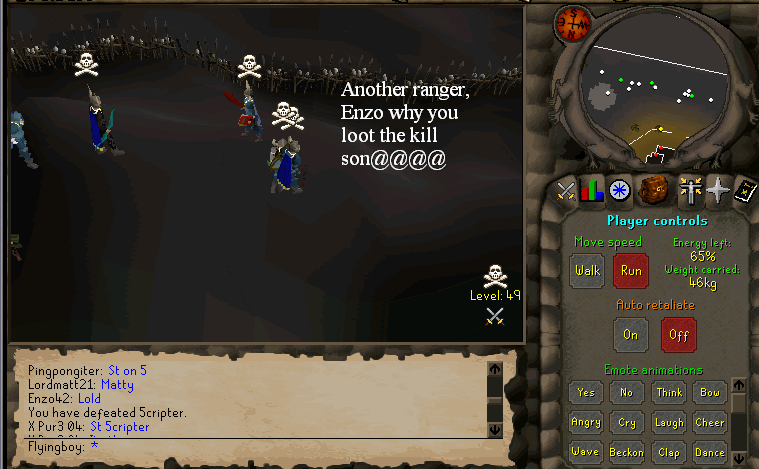 Another ranger,
Enzo why you
loot the kill
son@@@@
Level: 49
Player controls
Move speed
Energy left:
65%
Weight carried:
46kg
Walk
Run
Auto retaliate
On
Off
Emote animations
Yes
No
Think
Bow
Angry
Cry
Laugh
Cheer
Wave
Beckon
Clap
Dance
Pingpongiter: St on 5
Lordmatt21: Matty
Enzo42: Lold
You have defeated 5cripter.
X Pur3 04: St 5cripter
Flyingboy: *